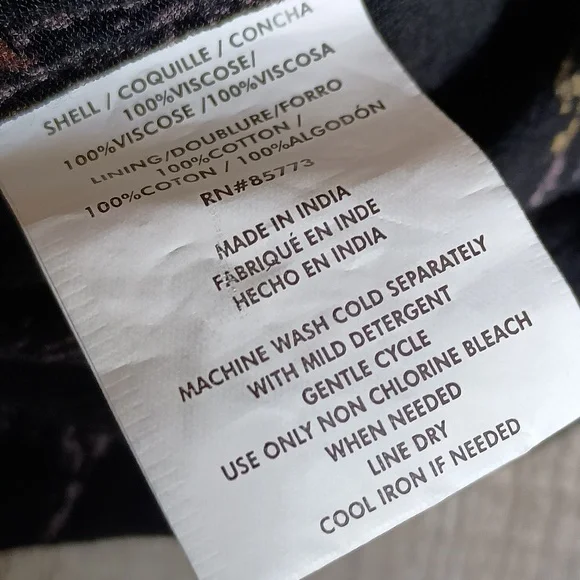 SHELL / COQUILLE / CONCHA
100%VISCOSE/
100%VISCOSE /100%VISCOSA
LINING/DOUBLURE/FORRO
100%COTTON /
100%COTON / 100%ALGODÓN
RN#85773
MADE IN INDIA
FABRIQUÉ EN INDE
HECHO EN INDIA
MACHINE WASH COLD SEPARATELY
WITH MILD DETERGENT
GENTLE CYCLE
USE ONLY NON CHLORINE BLEACH
WHEN NEEDED
LINE DRY
COOL IRON IF NEEDED